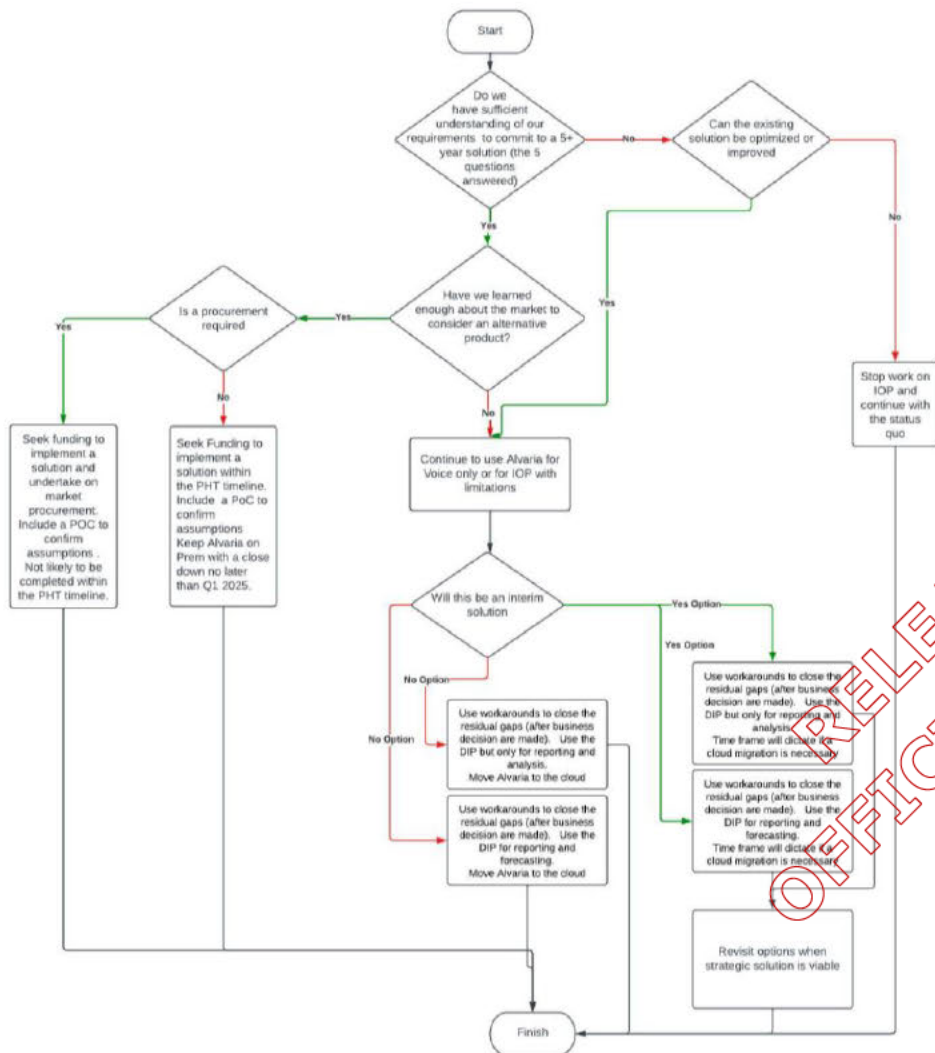 Start
Do we
have sufficient
understanding of our
requirements to commit to a 5+
year solution (the 5
questions
answered)
No
Can the existing
solution be optimized or
improved
No
Yes
Have we learned
enough about the market to
consider an alternative
product?
Yes
Is a procurement
required
Yes
Yes
No
No
Stop work on
IOP and
continue with
the status
quo
Seek funding to
implement a
solution and
undertake on
market
procurement.
Include a POC to
confirm
assumptions .
Not likely to be
completed within
the PHT timeline.
Seek Funding to
implement a
solution within
the PHT timeline.
Include a PoC to
confirm
assumptions
Keep Alvaria on
Prem with a close
down no later
than Q1 2025.
Continue to use Alvaria for
Voice only or for IOP with
limitations
Will this be an interim
solution
Yes Option
Yes Option
No Option
No Option
Use workarounds to close the
residual gaps (after business
decision are made). Use the
DIP but only for reporting and
analysis.
Time frame will dictate if a
cloud migration is necessary
Use workarounds to close the
residual gaps (after business
decision are made). Use the
DIP but only for reporting and
analysis.
Move Alvaria to the cloud
Use workarounds to close the
residual gaps (after business
decision are made). Use the
DIP for reporting and
forecasting.
Time frame will dictate if a
cloud migration is necessary
Use workarounds to close the
residual gaps (after business
decision are made). Use the
DIP for reporting and
forecasting.
Move Alvaria to the cloud
Revisit options when
strategic solution is viable
Finish
RELE
OFFIC